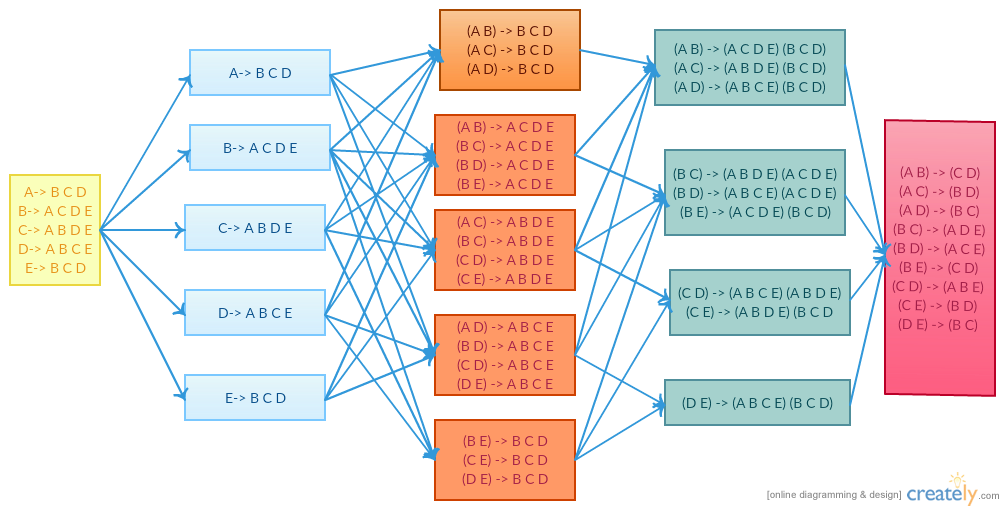 A-> B C D
B-> A C D E
C-> A B D E
D-> A B C E
E-> B C D
A-> B C D
B-> A C D E
C-> A B D E
D-> A B C E
E-> B C D
(A B) -> B C D
(A C) -> B C D
(A D) -> B C D
(A B) -> A C D E
(B C) -> A C D E
(B D) -> A C D E
(B E) -> A C D E
(A C) -> A B D E
(B C) -> A B D E
(C D) -> A B D E
(C E) -> A B D E
(A D) -> A B C E
(B D) -> A B C E
(C D) -> A B C E
(D E) -> A B C E
(B E) -> B C D
(C E) -> B C D
(D E) -> B C D
(A B) -> (A C D E) (B C D)
(A C) -> (A B D E) (B C D)
(A D) -> (A B C E) (B C D)
(B C) -> (A B D E) (A C D E)
(B D) -> (A B C E) (A C D E)
(B E) -> (A C D E) (B C D)
(C D) -> (A B C E) (A B D E)
(C E) -> (A B D E) (B C D
(D E) -> (A B C E) (B C D)
(A B) -> (C D)
(A C) -> (B D)
(A D) -> (B C)
(B C) -> (A D E)
(B D) -> (A C E)
(B E) -> (C D)
(C D) -> (A B E)
(C E) -> (B D)
(D E) -> (B C)
[online diagramming & design] creately.com